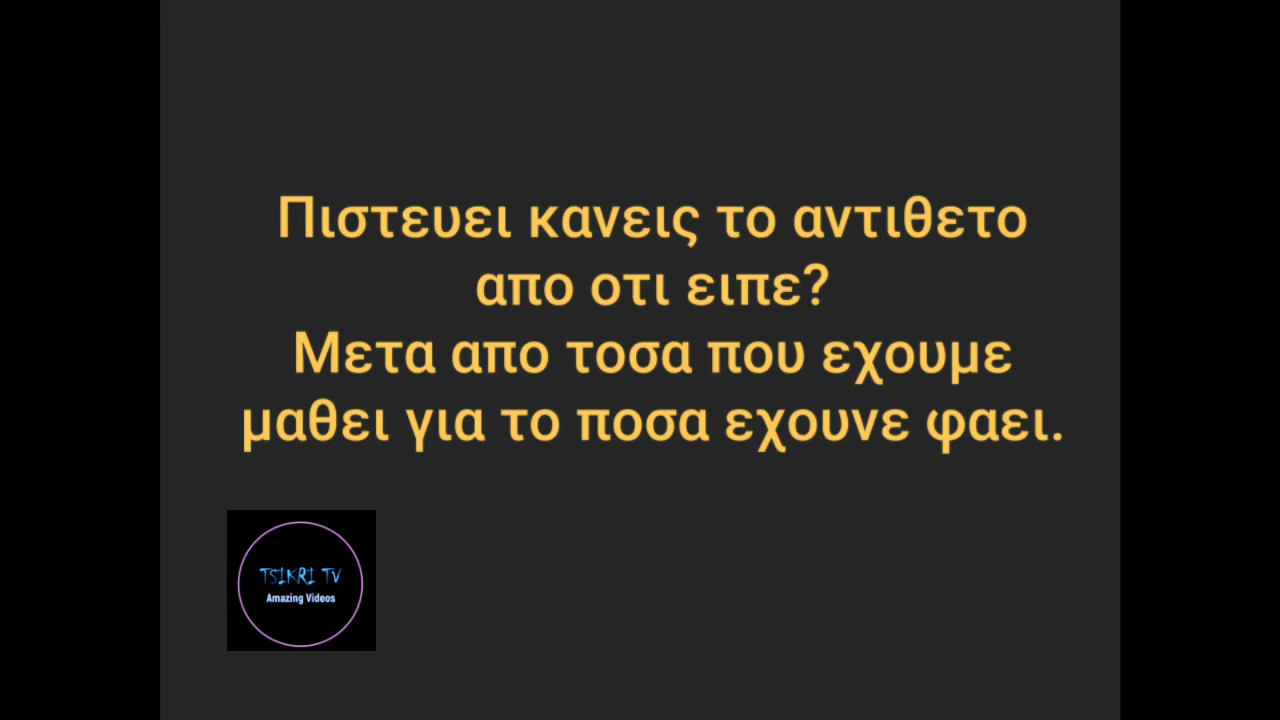 Πιστευει κανεις το αντιθετο
απο οτι ειπε?
Μετα απο τοσα που εχουμε
μαθει για το ποσα εχουνε φαει.
TSIKRI TV
Amazing Videos